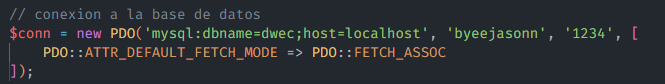 // conexion a la base de datos
$conn = new PDO('mysql:dbname=dwec;host=localhost', 'byeejasonn', '1234', [
    PDO::ATTR_DEFAULT_FETCH_MODE => PDO::FETCH_ASSOC
]);